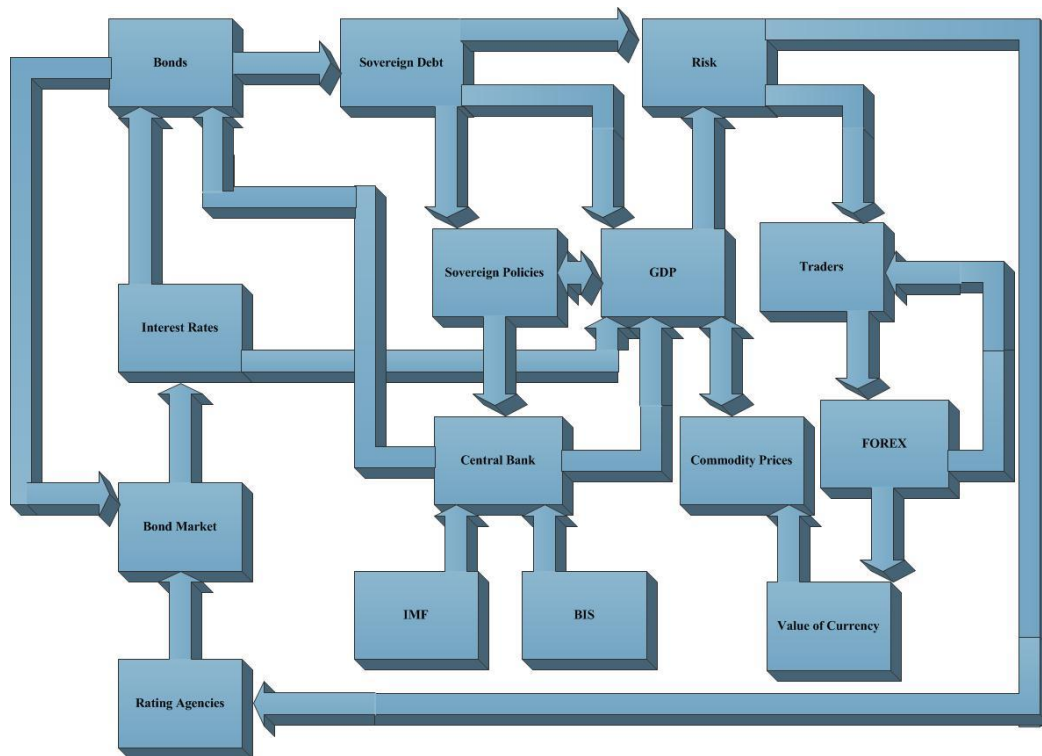 Bonds
Sovereign Debt
Risk
Sovereign Policies
GDP
Traders
Interest Rates
Central Bank
Commodity Prices
FOREX
Bond Market
IMF
BIS
Value of Currency
Rating Agencies